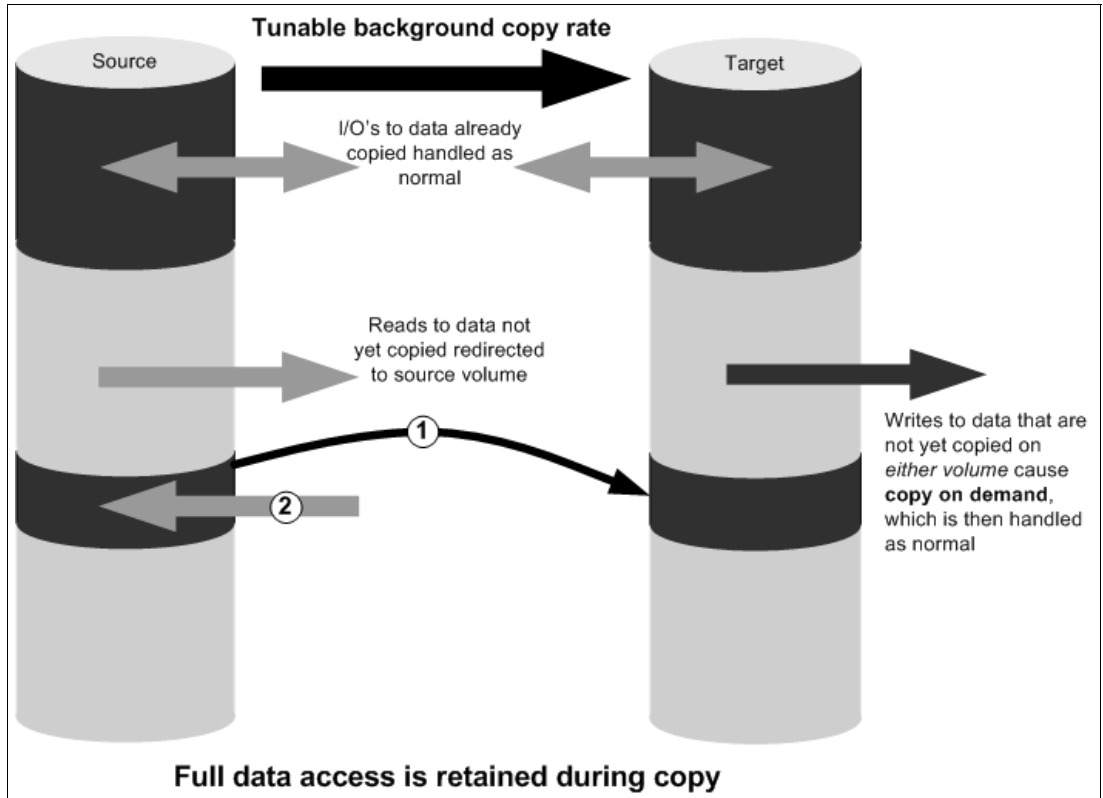 Tunable background copy rate
Source
Target
I/O's to data already
copied handled as
normal
Reads to data not
yet copied redirected
to source volume
1
2
Writes to data that are
not yet copied on
either volume cause
copy on demand,
which is then handled
as normal
Full data access is retained during copy